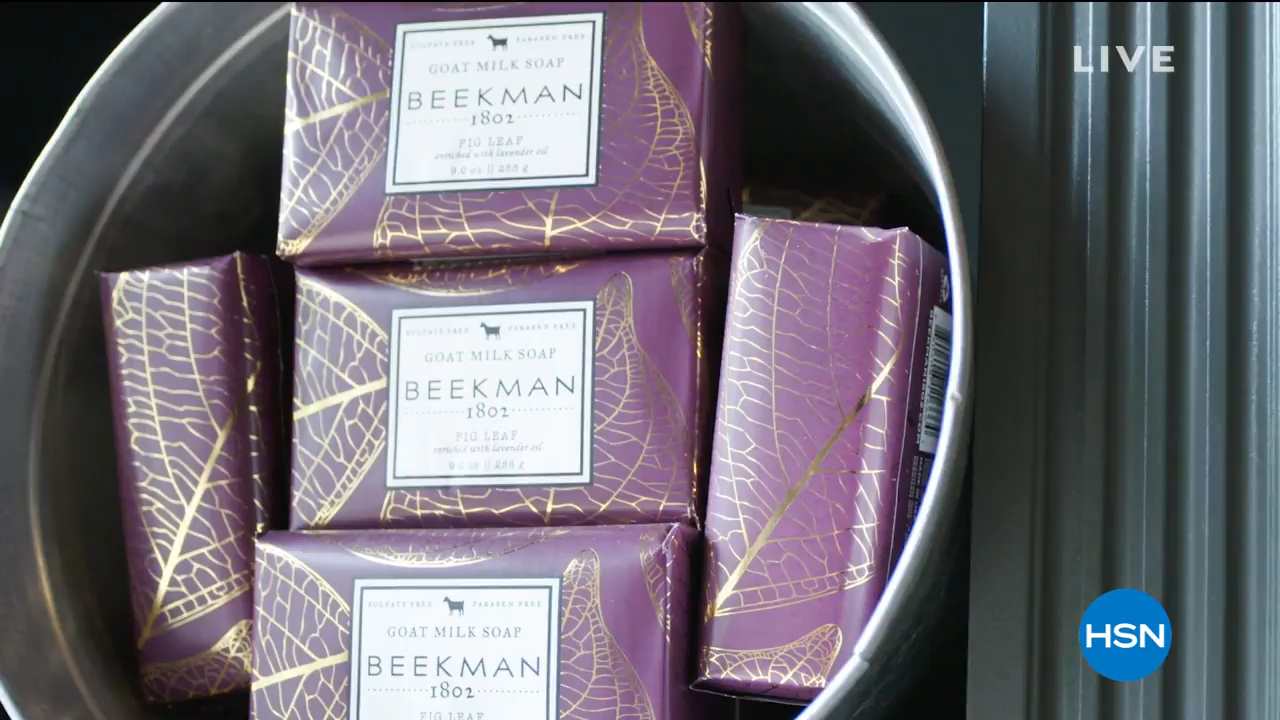 LIVE
SULFATE FREE PARABEN FREE
GOAT MILK SOAP
BEEKMAN
1802
FIG LEAF
enriched with lavender oil
9.0 oz || 255 g
SULFATE FREE PARABEN FREE
GOAT MILK SOAP
BEEKMAN
1802
FIG LEAF
enriched with lavender oil
9.0 oz || 255 g
SULFATE FREE PARABEN FREE
GOAT MILK SOAP
BEEKMAN
1802
FIG LEAF
HSN